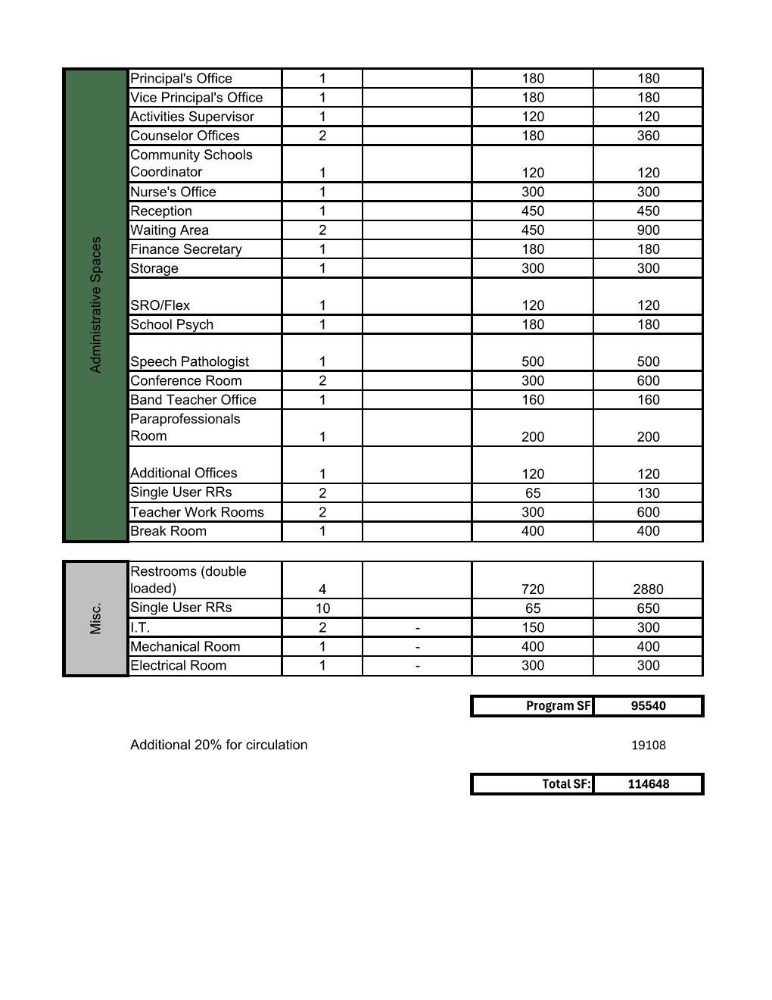 Administrative Spaces
Principal's Office 1 180 180
Vice Principal's Office 1 180 180
Activities Supervisor 1 120 120
Counselor Offices 2 180 360
Community Schools
Coordinator 1 120 120
Nurse's Office 1 300 300
Reception 1 450 450
Waiting Area 2 450 900
Finance Secretary 1 180 180
Storage 1 300 300
SRO/Flex 1 120 120
School Psych 1 180 180
Speech Pathologist 1 500 500
Conference Room 2 300 600
Band Teacher Office 1 160 160
Paraprofessionals
Room 1 200 200
Additional Offices 1 120 120
Single User RRs 2 65 130
Teacher Work Rooms 2 300 600
Break Room 1 400 400
Misc.
Restrooms (double
loaded) 4 720 2880
Single User RRs 10 65 650
I.T. 2 - 150 300
Mechanical Room 1 - 400 400
Electrical Room 1 - 300 300
Program SF 95540
Additional 20% for circulation 19108
Total SF: 114648